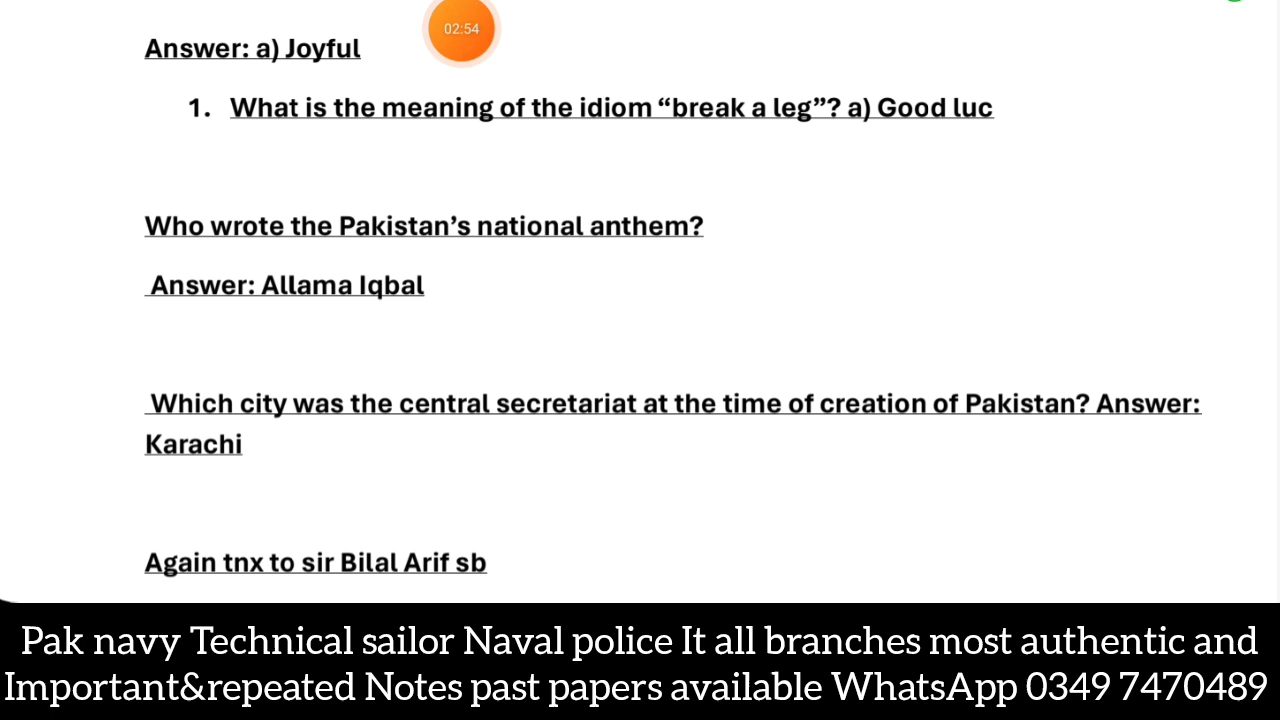 02:54
Answer: a) Joyful
1. What is the meaning of the idiom “break a leg”? a) Good luc
Who wrote the Pakistan’s national anthem?
Answer: Allama Iqbal
Which city was the central secretariat at the time of creation of Pakistan? Answer:
Karachi
Again tnx to sir Bilal Arif sb
Pak navy Technical sailor Naval police It all branches most authentic and
Important&repeated Notes past papers available WhatsApp 0349 7470489